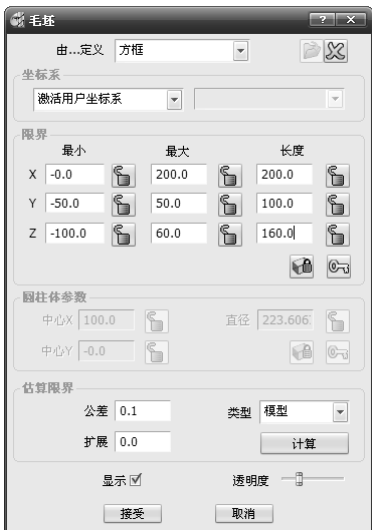 毛坯
由...定义 方框
坐标系
激活用户坐标系
限界
最小 最大 长度
X -0.0 200.0 200.0
Y -50.0 50.0 100.0
Z -100.0 60.0 160.0
圆柱体参数
中心X 100.0 直径 223.606
中心Y -0.0
估算限界
公差 0.1 类型 模型
扩展 0.0 计算
显示 透明度
接受 取消